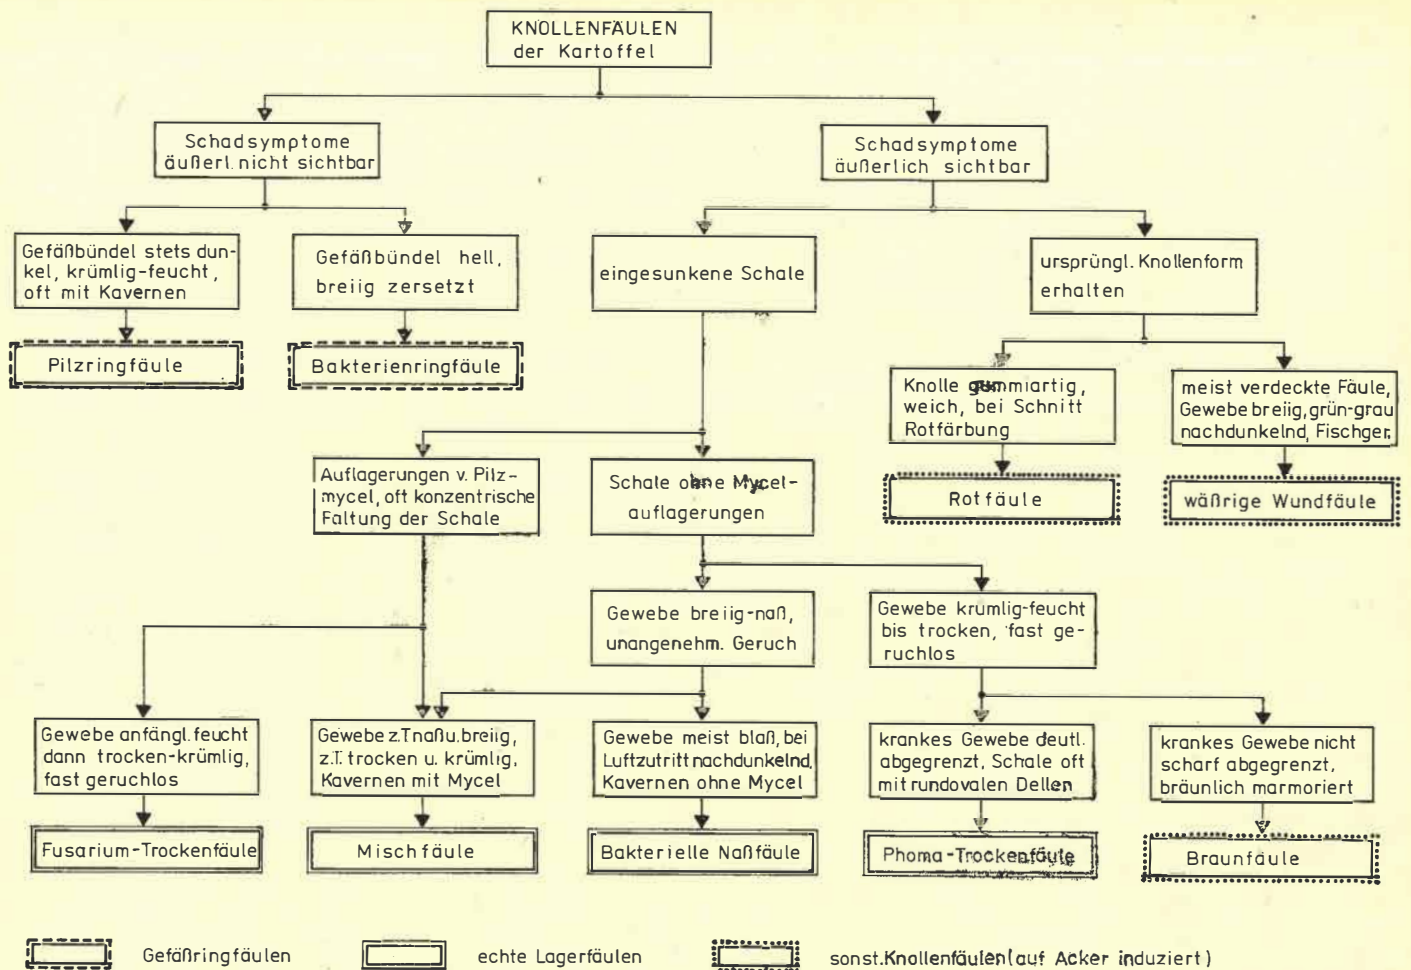 KNOLLENFÄULEN
der Kartoffel
Schadsymptome
äußerl. nicht sichtbar
Schadsymptome
äußerlich sichtbar
Gefäßbündel stets dun-
kel, krümlig-feucht,
oft mit Kavernen
Gefäßbündel hell,
breiig zersetzt
eingesunkene Schale
ursprüngl. Knollenform
erhalten
Pilzringfäule
Bakterienringfäule
Knolle gummiartig,
weich, bei Schnitt
Rotfärbung
meist verdeckte Fäule,
Gewebe breiig, grün-grau
nachdunkelnd, Fischger.
Auflagerungen v. Pilz-
mycel, oft konzentrische
Faltung der Schale
Schale ohne Mycel-
auflagerungen
Rotfäule
wäßrige Wundfäule
Gewebe breiig-naß,
unangenehm. Geruch
Gewebe krümlig-feucht
bis trocken, fast ge-
ruchlos
Gewebe anfängl. feucht
dann trocken-krümlig,
fast geruchlos
Gewebe z.T. naß u. breiig,
z.T. trocken u. krümlig,
Kavernen mit Mycel
Gewebe meist blaß, bei
Luftzutritt nachdunkelnd,
Kavernen ohne Mycel
krankes Gewebe deutl.
abgegrenzt, Schale oft
mit rundovalen Dellen
krankes Gewebe nicht
scharf abgegrenzt,
bräunlich marmoriert
Fusarium-Trockenfäule
Mischfäule
Bakterielle Naßfäule
Phoma-Trockenfäule
Braunfäule
Gefäßringfäulen
echte Lagerfäulen
sonst. Knollenfäulen (auf Acker induziert)